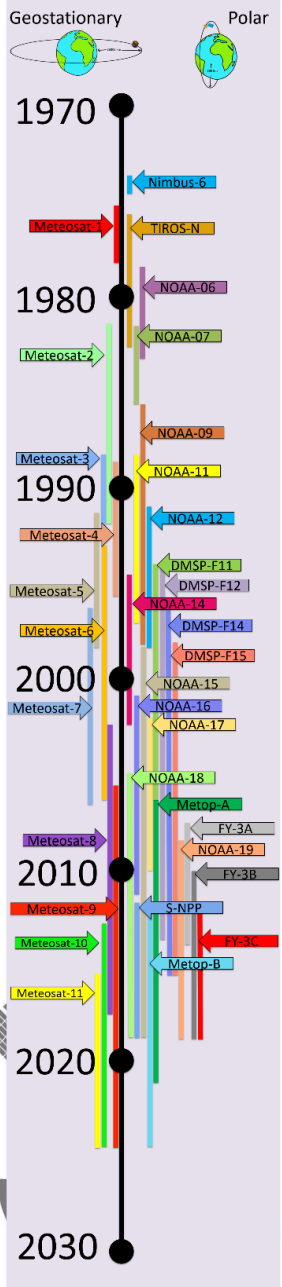 Geostationary Polar
1970
Nimbus-6
Meteosat-1
TIROS-N
NOAA-06
1980
NOAA-07
Meteosat-2
NOAA-09
Meteosat-3
NOAA-11
1990
NOAA-12
Meteosat-4
DMSP-F11
DMSP-F12
Meteosat-5
NOAA-14
DMSP-F14
Meteosat-6
DMSP-F15
2000
NOAA-15
NOAA-16
Meteosat-7
NOAA-17
NOAA-18
Metop-A
FY-3A
Meteosat-8
NOAA-19
2010
FY-3B
Meteosat-9
S-NPP
FY-3C
Meteosat-10
Metop-B
Meteosat-11
2020
2030